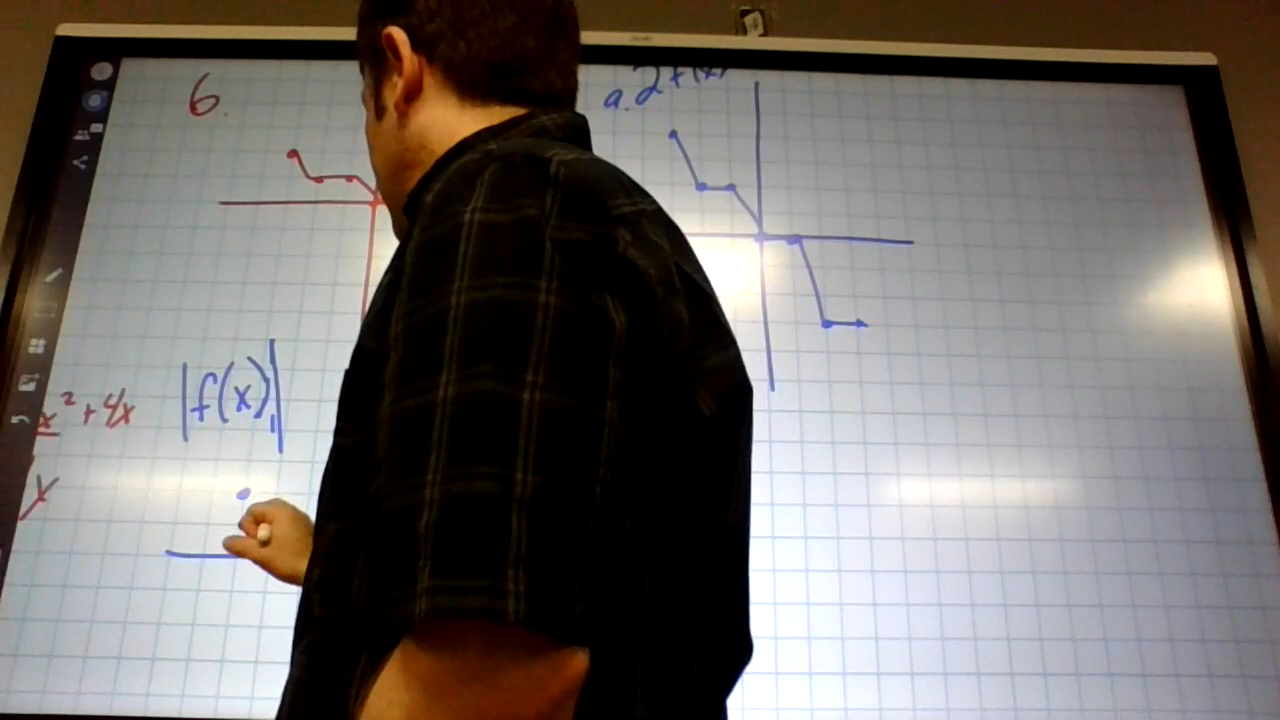 6.
a. 2f(x)
|f(x)|
x² + 4x
y